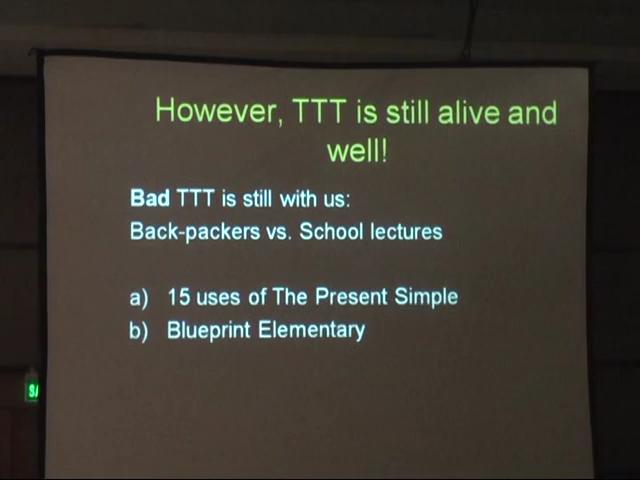 However, TTT is still alive and
well!
Bad TTT is still with us:
Back-packers vs. School lectures
a) 15 uses of The Present Simple
b) Blueprint Elementary